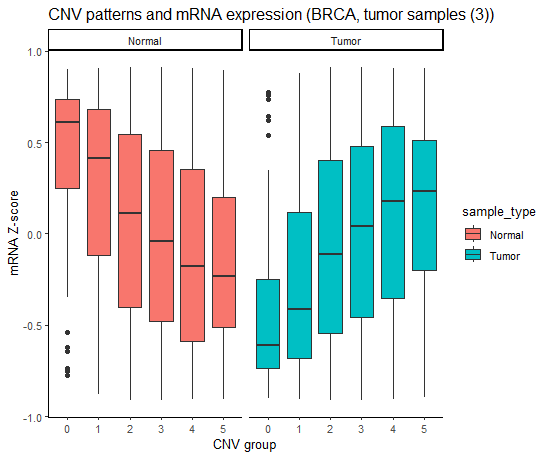 CNV patterns and mRNA expression (BRCA, tumor samples (3))
Normal Tumor
1.0
0.5
0.0
-0.5
-1.0
mRNA Z-score
0 1 2 3 4 5 0 1 2 3 4 5
CNV group
sample_type
Normal
Tumor